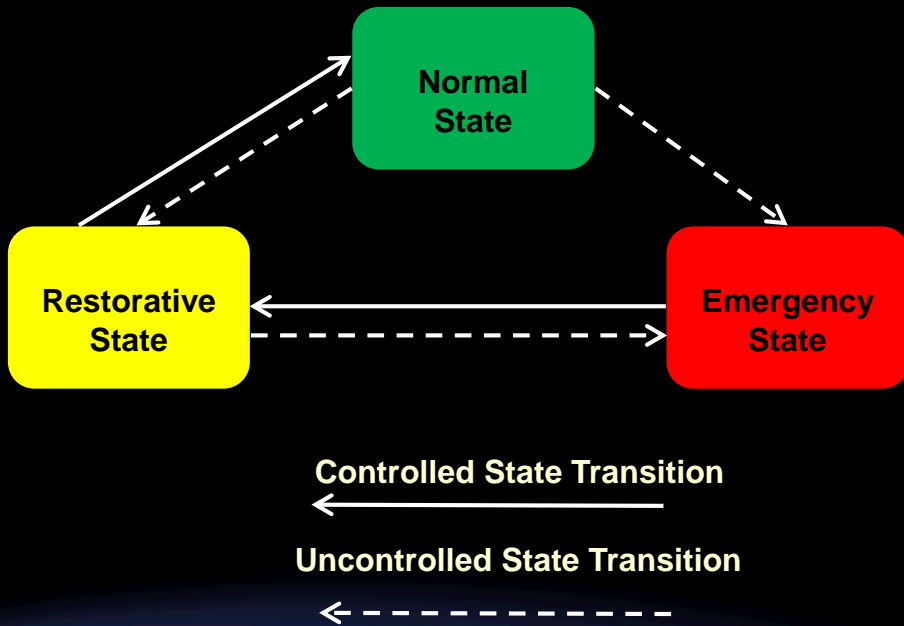 Normal
State
Restorative
State
Emergency
State
Controlled State Transition
Uncontrolled State Transition